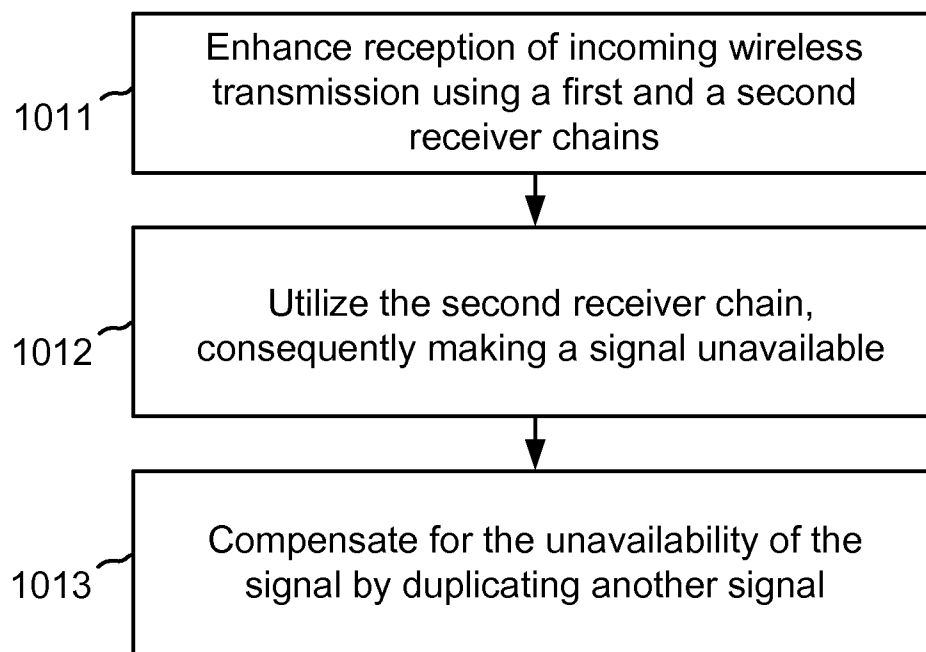 Enhance reception of incoming wireless
transmission using a first and a second
receiver chains
1011
Utilize the second receiver chain,
consequently making a signal unavailable
1012
Compensate for the unavailability of the
signal by duplicating another signal
1013